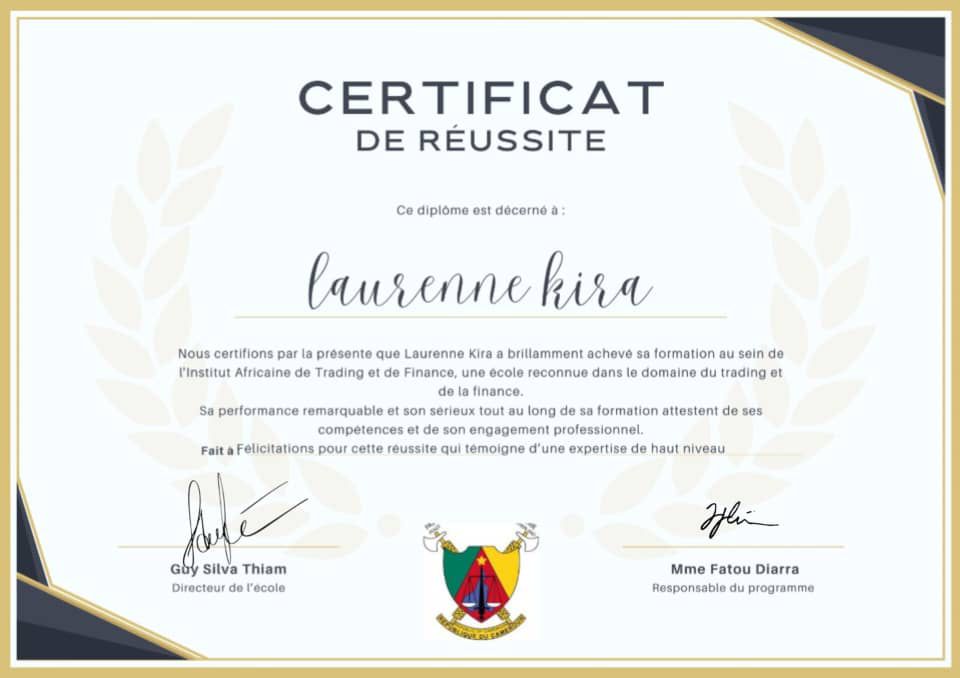 CERTIFICAT
DE RÉUSSITE
Ce diplôme est décerné à :
laurenne kira
Nous certifions par la présente que Laurenne Kira a brillamment achevé sa formation au sein de
l'Institut Africaine de Trading et de Finance, une école reconnue dans le domaine du trading et
de la finance.
Sa performance remarquable et son sérieux tout au long de sa formation attestent de ses
compétences et de son engagement professionnel.
Fait à Félicitations pour cette réussite qui témoigne d'une expertise de haut niveau
Guy Silva Thiam
Directeur de l'école
Mme Fatou Diarra
Responsable du programme
REPUBLIQUE DU CAMEROUN